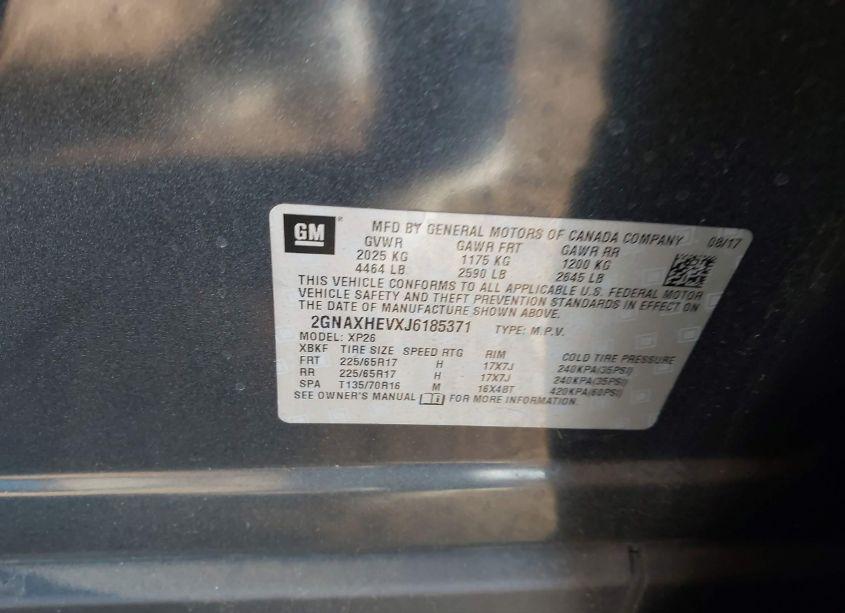 GM ®
MFD BY GENERAL MOTORS OF CANADA COMPANY 08/17
GVWR GAWR FRT GAWR RR
2025 KG 1175 KG 1200 KG
4464 LB 2590 LB 2645 LB
THIS VEHICLE CONFORMS TO ALL APPLICABLE U.S. FEDERAL MOTOR
VEHICLE SAFETY AND THEFT PREVENTION STANDARDS IN EFFECT ON
THE DATE OF MANUFACTURE SHOWN ABOVE.
2GNAXHEVXJ6185371 TYPE: M.P.V.
MODEL: XP26
XBKF TIRE SIZE SPEED RTG RIM COLD TIRE PRESSURE
FRT 225/65R17 H 17X7J 240KPA(35PSI)
RR 225/65R17 H 17X7J 240KPA(35PSI)
SPA T135/70R16 M 16X4BT 420KPA(60PSI)
SEE OWNER'S MANUAL FOR MORE INFORMATION.